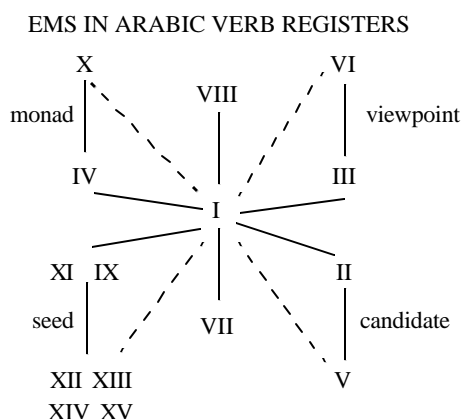 EMS IN ARABIC VERB REGISTERS
X VI
VIII
monad viewpoint
IV III
I
XI IX II
seed VII candidate
XII XIII V
XIV XV